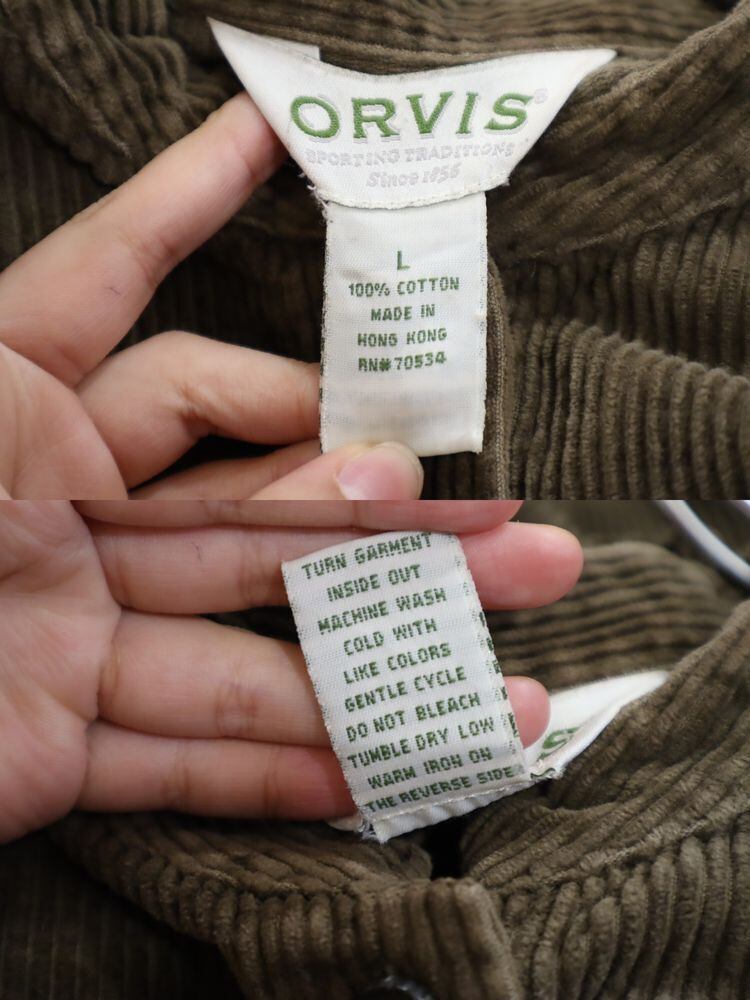 ORVIS®
SPORTING TRADITIONS
Since 1856
L
100% COTTON
MADE IN
HONG KONG
RN#70534
TURN GARMENT
INSIDE OUT
MACHINE WASH
COLD WITH
LIKE COLORS
GENTLE CYCLE
DO NOT BLEACH
TUMBLE DRY LOW
WARM IRON ON
THE REVERSE SIDE